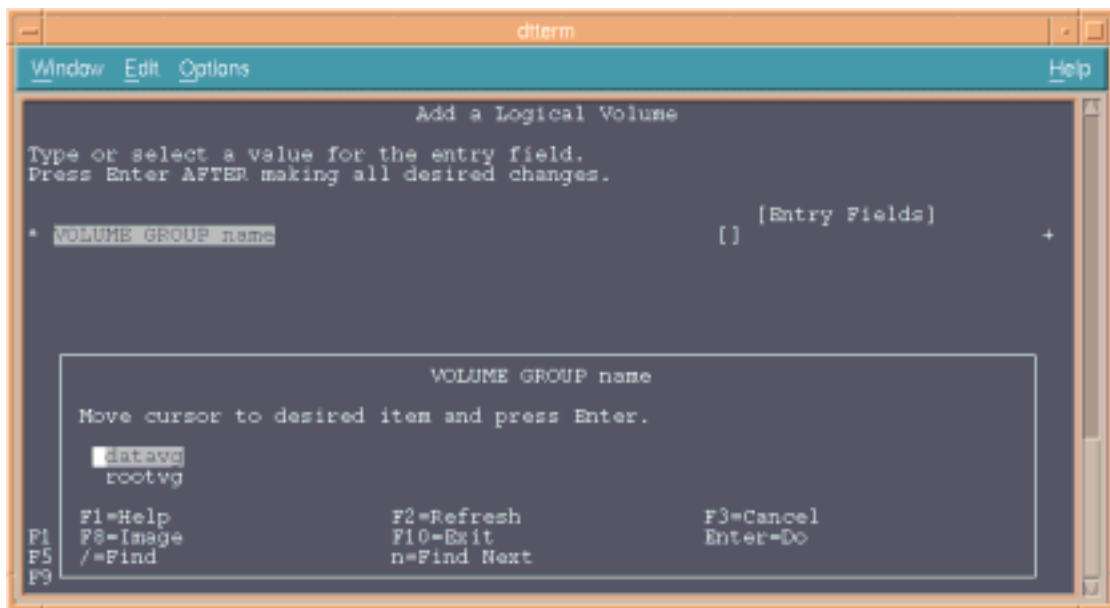 dtterm
Window Edit Options Help
Add a Logical Volume
Type or select a value for the entry field.
Press Enter AFTER making all desired changes.
[Entry Fields]
* VOLUME GROUP name [] +
VOLUME GROUP name
Move cursor to desired item and press Enter.
datavg
rootvg
F1=Help F2=Refresh F3=Cancel
F1 F8=Image F10=Exit Enter=Do
F5 /=Find n=Find Next
F9